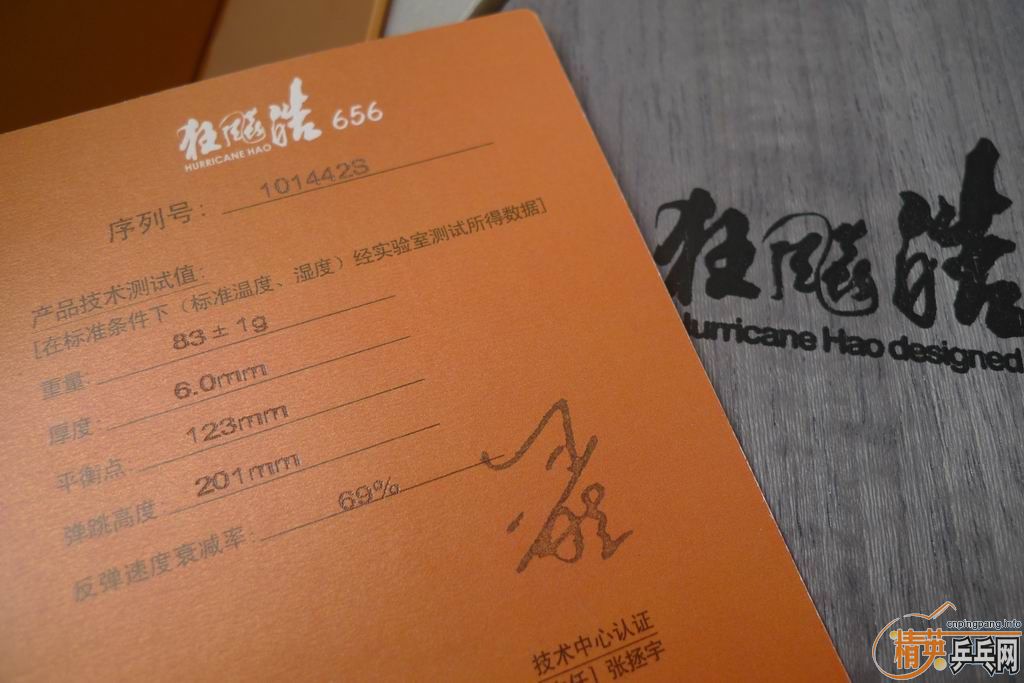 狂飚浩 656
HURRICANE HAO
序列号: 101442S
产品技术测试值:
[在标准条件下（标准温度、湿度）经实验室测试所得数据]
重量: 83±1g
厚度: 6.0mm
平衡点: 123mm
弹跳高度: 201mm
反弹速度衰减率: 69%
技术中心认证
张拯宇
狂飚浩
Hurricane Hao designed
cnpingpang.info
精英乒乓网